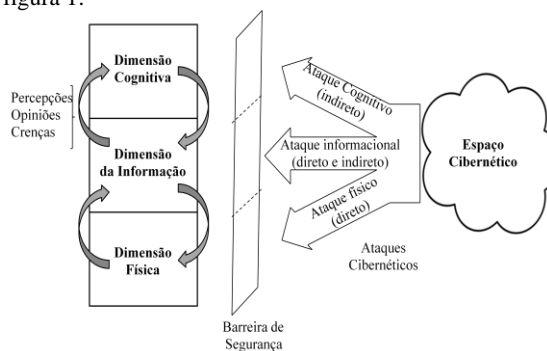 figura 1.
Dimensão
Cognitiva
Percepções
Opiniões
Crenças
Dimensão
da Informação
Dimensão
Física
Barreira de
Segurança
Ataque Cognitivo
(indireto)
Ataque informacional
(direto e indireto)
Ataque físico
(direto)
Ataques
Cibernéticos
Espaço
Cibernético